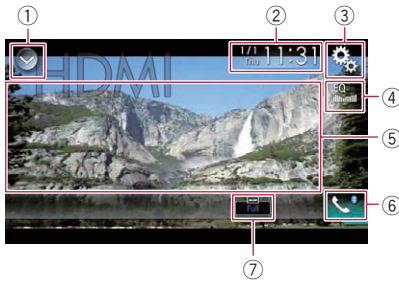 ① ② ③
HDMI
1/1 THU 11:31
EQ
④
⑤
Full
⑥
⑦